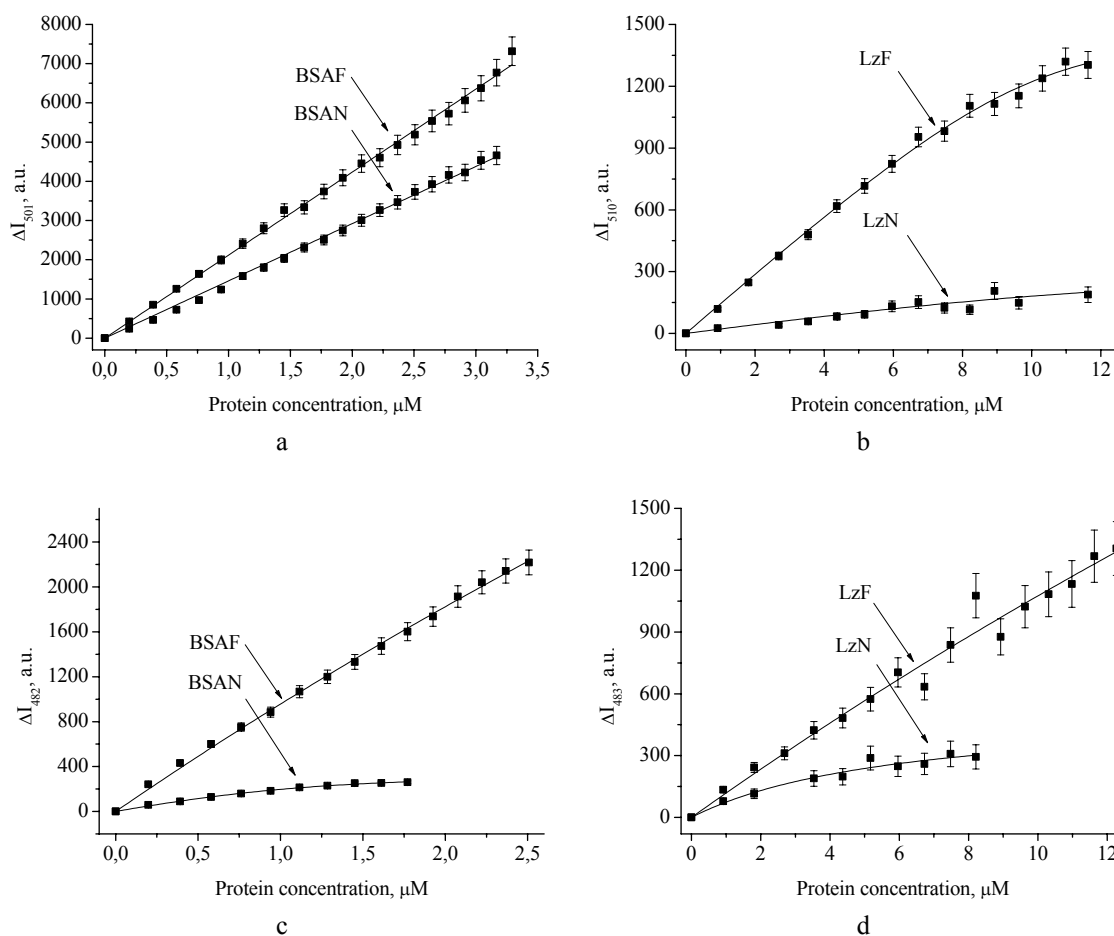 8000
7000
6000
5000
4000
3000
2000
1000
0
ΔI501, a.u.
BSAF
BSAN
0,0 0,5 1,0 1,5 2,0 2,5 3,0 3,5
Protein concentration, μM
a
1500
1200
900
600
300
0
ΔI510, a.u.
LzF
LzN
0 2 4 6 8 10 12
Protein concentration, μM
b
2400
2000
1600
1200
800
400
0
ΔI482, a.u.
BSAF
BSAN
0,0 0,5 1,0 1,5 2,0 2,5
Protein concentration, μM
c
1500
1200
900
600
300
0
ΔI483, a.u.
LzF
LzN
0 2 4 6 8 10 12
Protein concentration, μM
d